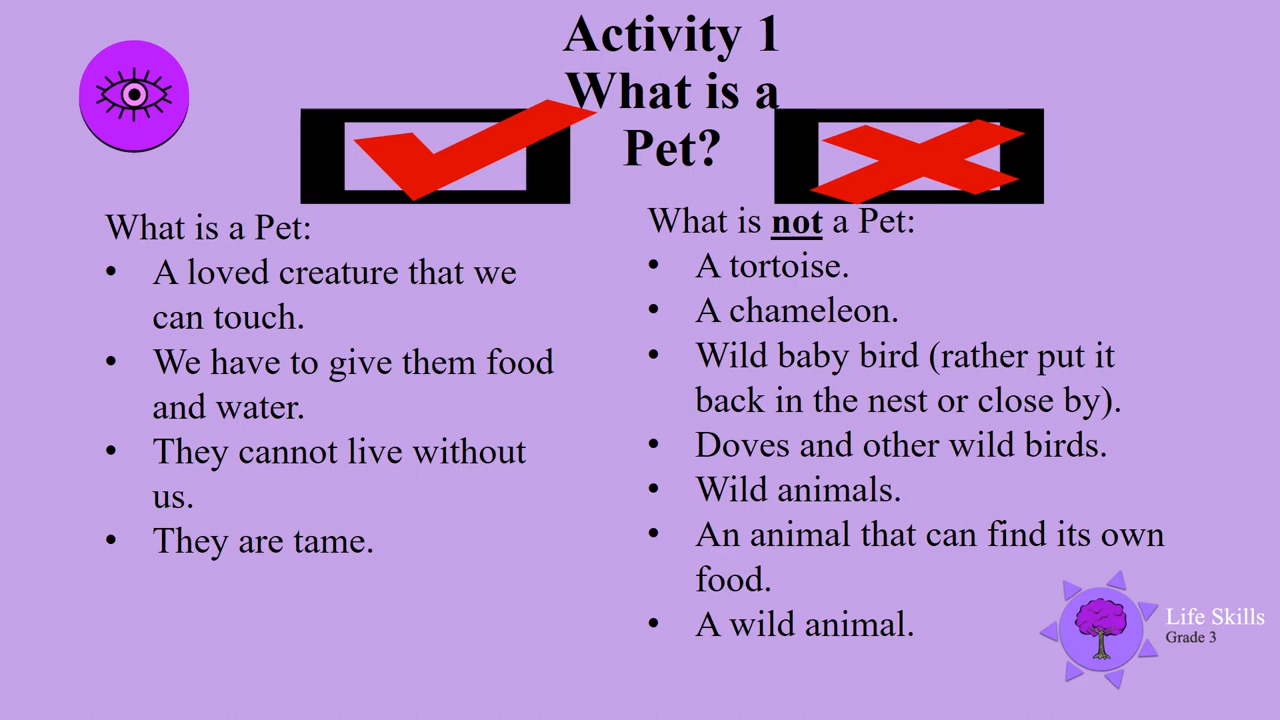 Activity 1
What is a
Pet?
What is a Pet:
• A loved creature that we
can touch.
• We have to give them food
and water.
• They cannot live without
us.
• They are tame.
What is not a Pet:
• A tortoise.
• A chameleon.
• Wild baby bird (rather put it
back in the nest or close by).
• Doves and other wild birds.
• Wild animals.
• An animal that can find its own
food.
• A wild animal.
Life Skills
Grade 3